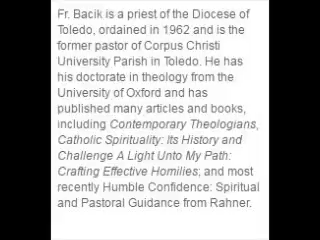 Fr. Bacik is a priest of the Diocese of
Toledo, ordained in 1962 and is the
former pastor of Corpus Christi
University Parish in Toledo. He has
his doctorate in theology from the
University of Oxford and has
published many articles and books,
including Contemporary Theologians,
Catholic Spirituality: Its History and
Challenge A Light Unto My Path:
Crafting Effective Homilies; and most
recently Humble Confidence: Spiritual
and Pastoral Guidance from Rahner.